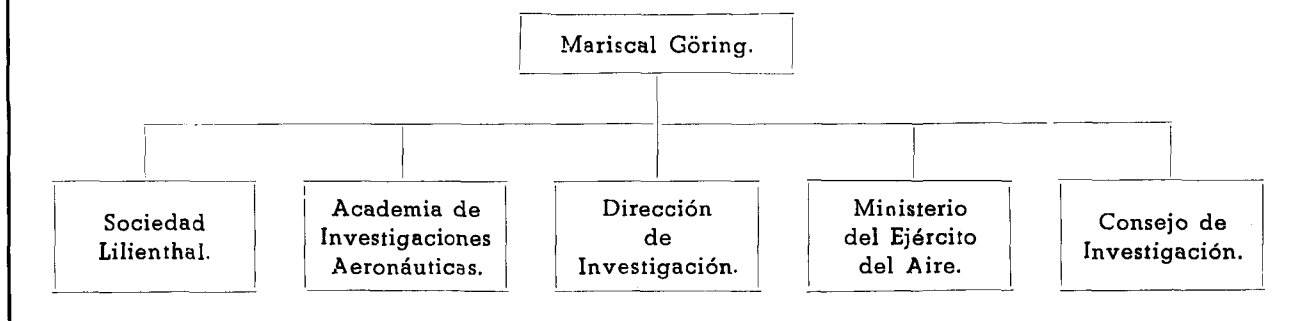 Mariscal Göring.
Sociedad
Lilienthal.
Academia de
Investigaciones
Aeronáuticas.
Dirección
de
Investigación.
Ministerio
del Ejército
del Aire.
Consejo de
Investigación.